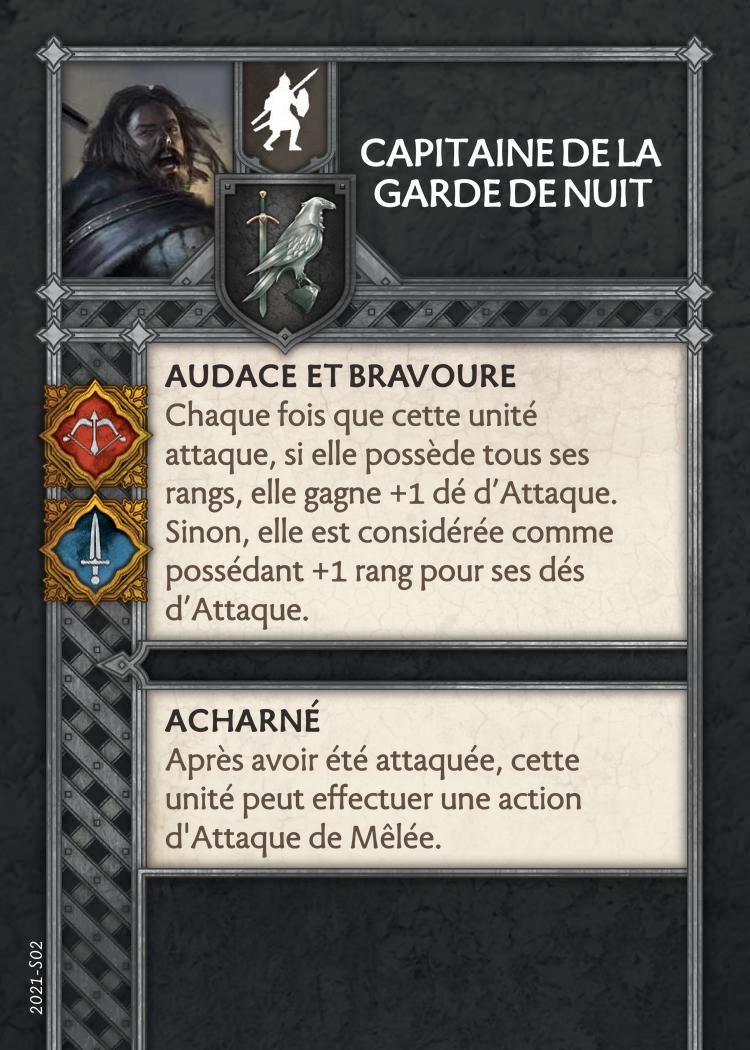 CAPITAINE DE LA
GARDE DE NUIT
AUDACE ET BRAVOURE
Chaque fois que cette unité
attaque, si elle possède tous ses
rangs, elle gagne +1 dé d’Attaque.
Sinon, elle est considérée comme
possédant +1 rang pour ses dés
d’Attaque.
ACHARNÉ
Après avoir été attaquée, cette
unité peut effectuer une action
d'Attaque de Mêlée.
2021-S02